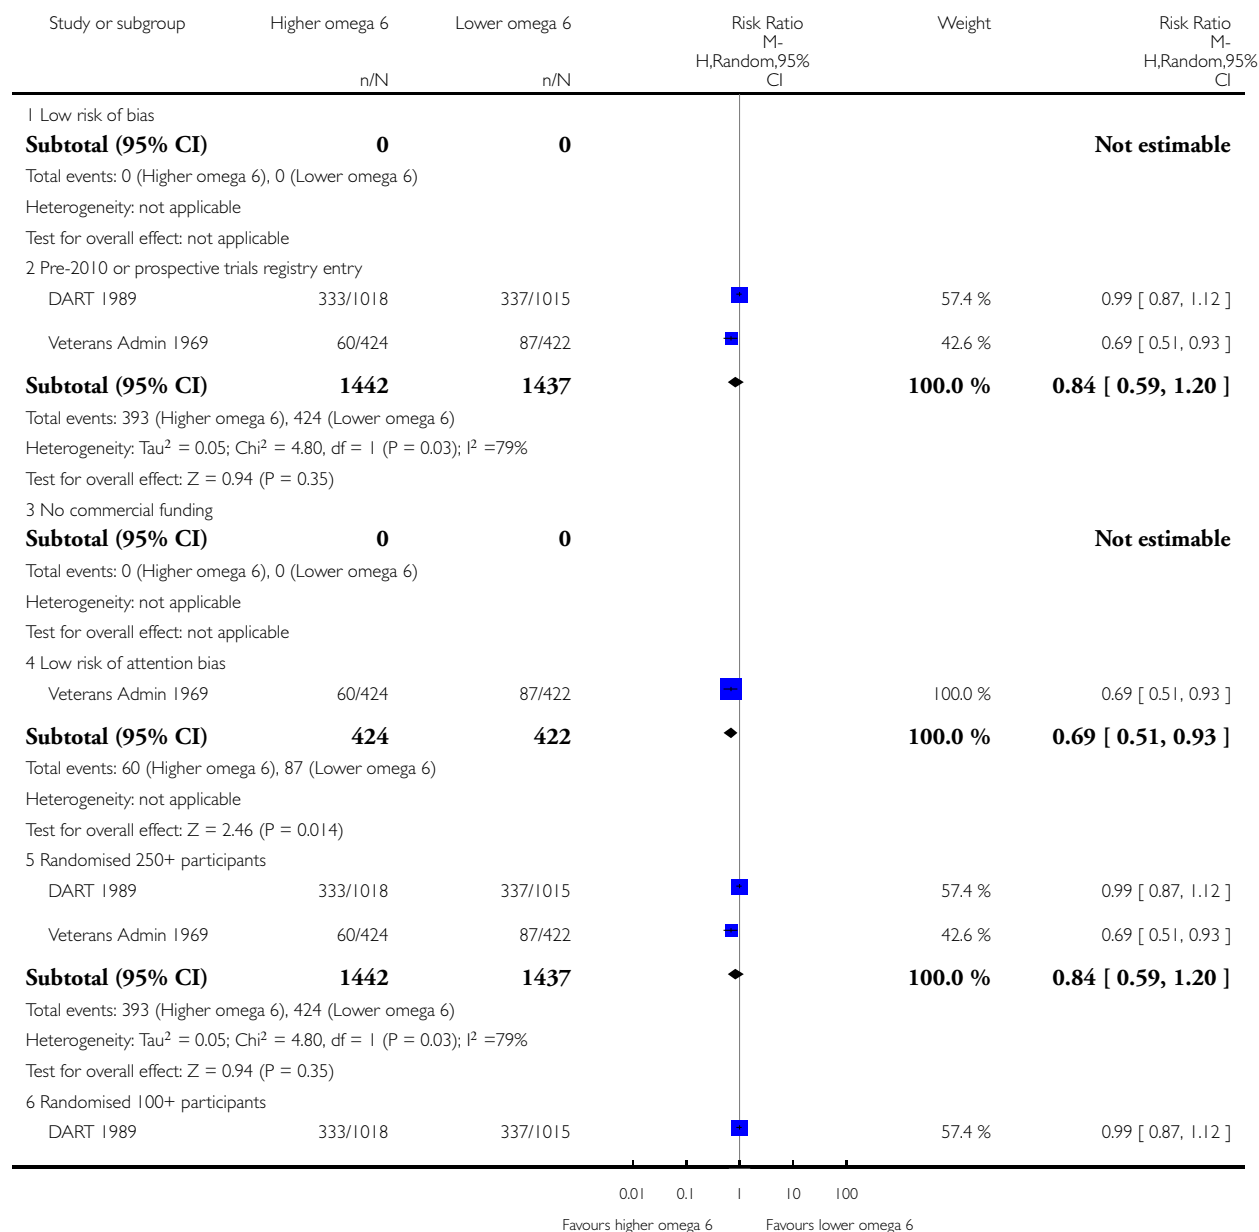 Study or subgroup Higher omega 6 Lower omega 6 Risk Ratio Weight Risk Ratio
M- M-
H,Random,95% H,Random,95%
n/N n/N CI CI
1 Low risk of bias
Subtotal (95% CI) 0 0 Not estimable
Total events: 0 (Higher omega 6), 0 (Lower omega 6)
Heterogeneity: not applicable
Test for overall effect: not applicable
2 Pre-2010 or prospective trials registry entry
DART 1989 333/1018 337/1015 57.4 % 0.99 [ 0.87, 1.12 ]
Veterans Admin 1969 60/424 87/422 42.6 % 0.69 [ 0.51, 0.93 ]
Subtotal (95% CI) 1442 1437 100.0 % 0.84 [ 0.59, 1.20 ]
Total events: 393 (Higher omega 6), 424 (Lower omega 6)
Heterogeneity: Tau² = 0.05; Chi² = 4.80, df = 1 (P = 0.03); I² =79%
Test for overall effect: Z = 0.94 (P = 0.35)
3 No commercial funding
Subtotal (95% CI) 0 0 Not estimable
Total events: 0 (Higher omega 6), 0 (Lower omega 6)
Heterogeneity: not applicable
Test for overall effect: not applicable
4 Low risk of attention bias
Veterans Admin 1969 60/424 87/422 100.0 % 0.69 [ 0.51, 0.93 ]
Subtotal (95% CI) 424 422 100.0 % 0.69 [ 0.51, 0.93 ]
Total events: 60 (Higher omega 6), 87 (Lower omega 6)
Heterogeneity: not applicable
Test for overall effect: Z = 2.46 (P = 0.014)
5 Randomised 250+ participants
DART 1989 333/1018 337/1015 57.4 % 0.99 [ 0.87, 1.12 ]
Veterans Admin 1969 60/424 87/422 42.6 % 0.69 [ 0.51, 0.93 ]
Subtotal (95% CI) 1442 1437 100.0 % 0.84 [ 0.59, 1.20 ]
Total events: 393 (Higher omega 6), 424 (Lower omega 6)
Heterogeneity: Tau² = 0.05; Chi² = 4.80, df = 1 (P = 0.03); I² =79%
Test for overall effect: Z = 0.94 (P = 0.35)
6 Randomised 100+ participants
DART 1989 333/1018 337/1015 57.4 % 0.99 [ 0.87, 1.12 ]
0.01 0.1 1 10 100
Favours higher omega 6 Favours lower omega 6